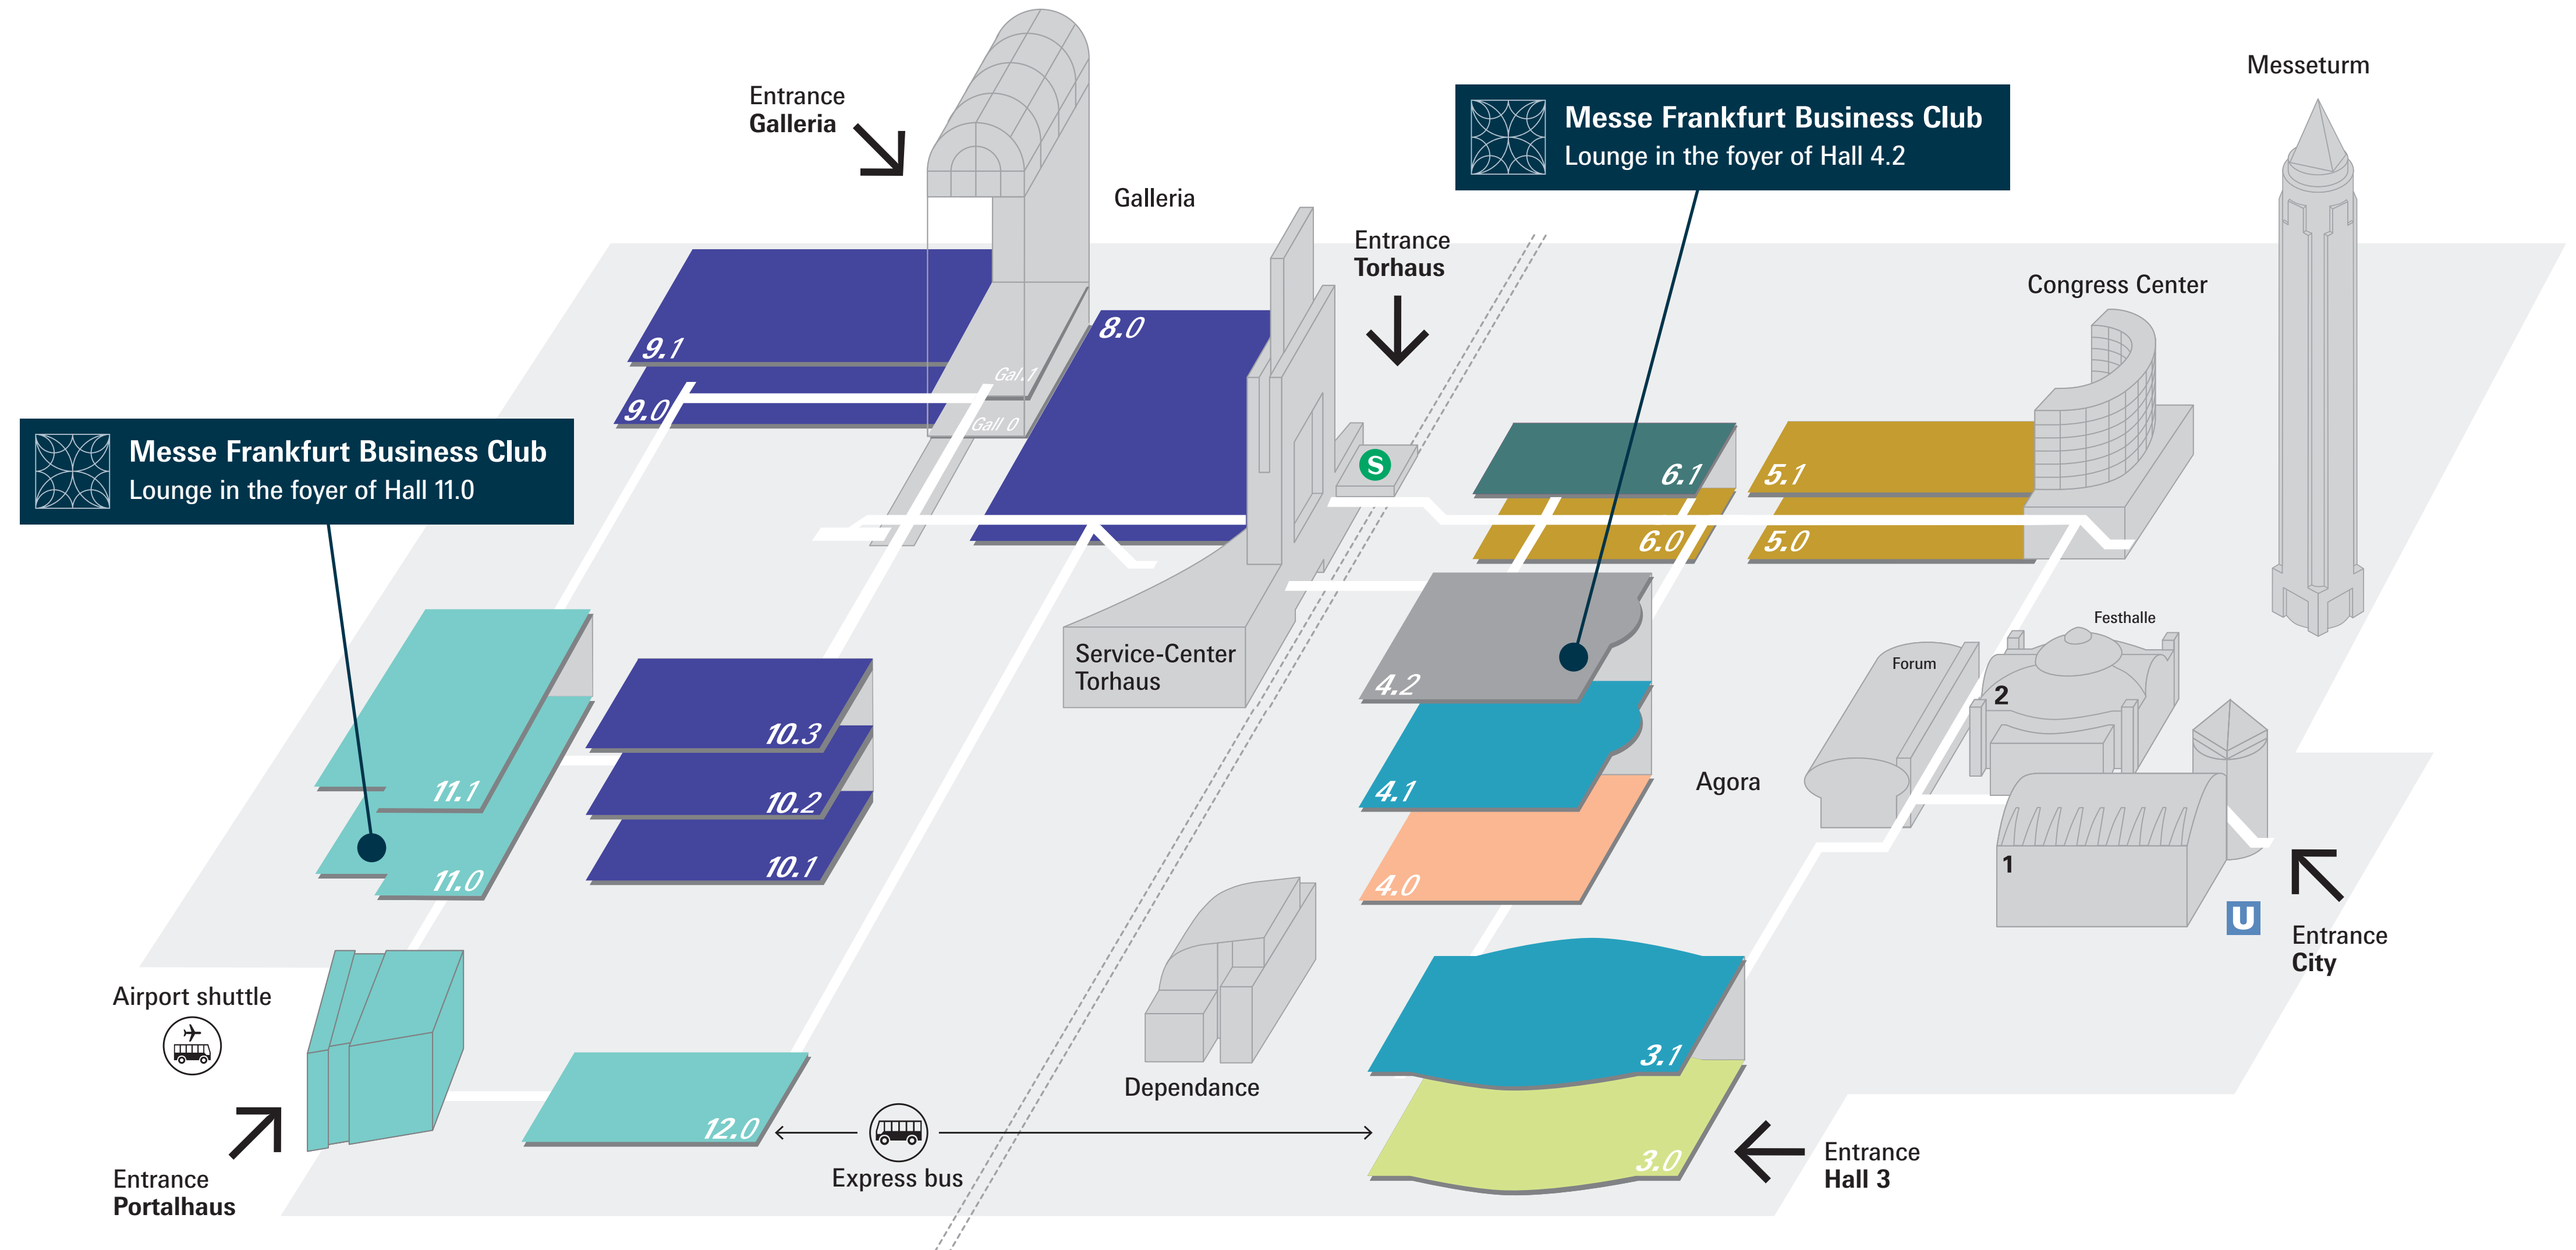 Messeturm
Entrance
Galleria
Messe Frankfurt Business Club
Lounge in the foyer of Hall 4.2
Galleria
Entrance
Torhaus
Congress Center
9.1
8.0
Gal.1
9.0
Gall 0
Messe Frankfurt Business Club
Lounge in the foyer of Hall 11.0
S
6.1
5.1
6.0
5.0
Festhalle
Forum
Service-Center
Torhaus
4.2
2
10.3
11.1
4.1
Agora
10.2
1
10.1
11.0
4.0
U
Entrance
City
Airport shuttle
3.1
Dependance
12.0
Express bus
3.0
Entrance
Hall 3
Entrance
Portalhaus